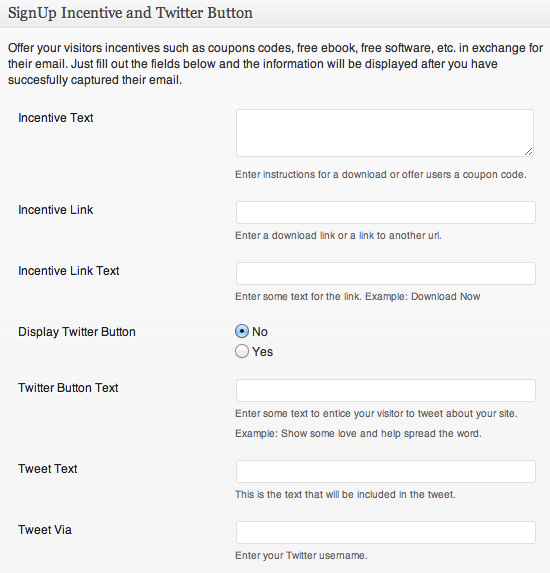 SignUp Incentive and Twitter Button
Offer your visitors incentives such as coupons codes, free ebook, free software, etc. in exchange for
their email. Just fill out the fields below and the information will be displayed after you have
succesfully captured their email.
Incentive Text
Enter instructions for a download or offer users a coupon code.
Incentive Link
Enter a download link or a link to another url.
Incentive Link Text
Enter some text for the link. Example: Download Now
Display Twitter Button
No
Yes
Twitter Button Text
Enter some text to entice your visitor to tweet about your site.
Example: Show some love and help spread the word.
Tweet Text
This is the text that will be included in the tweet.
Tweet Via
Enter your Twitter username.